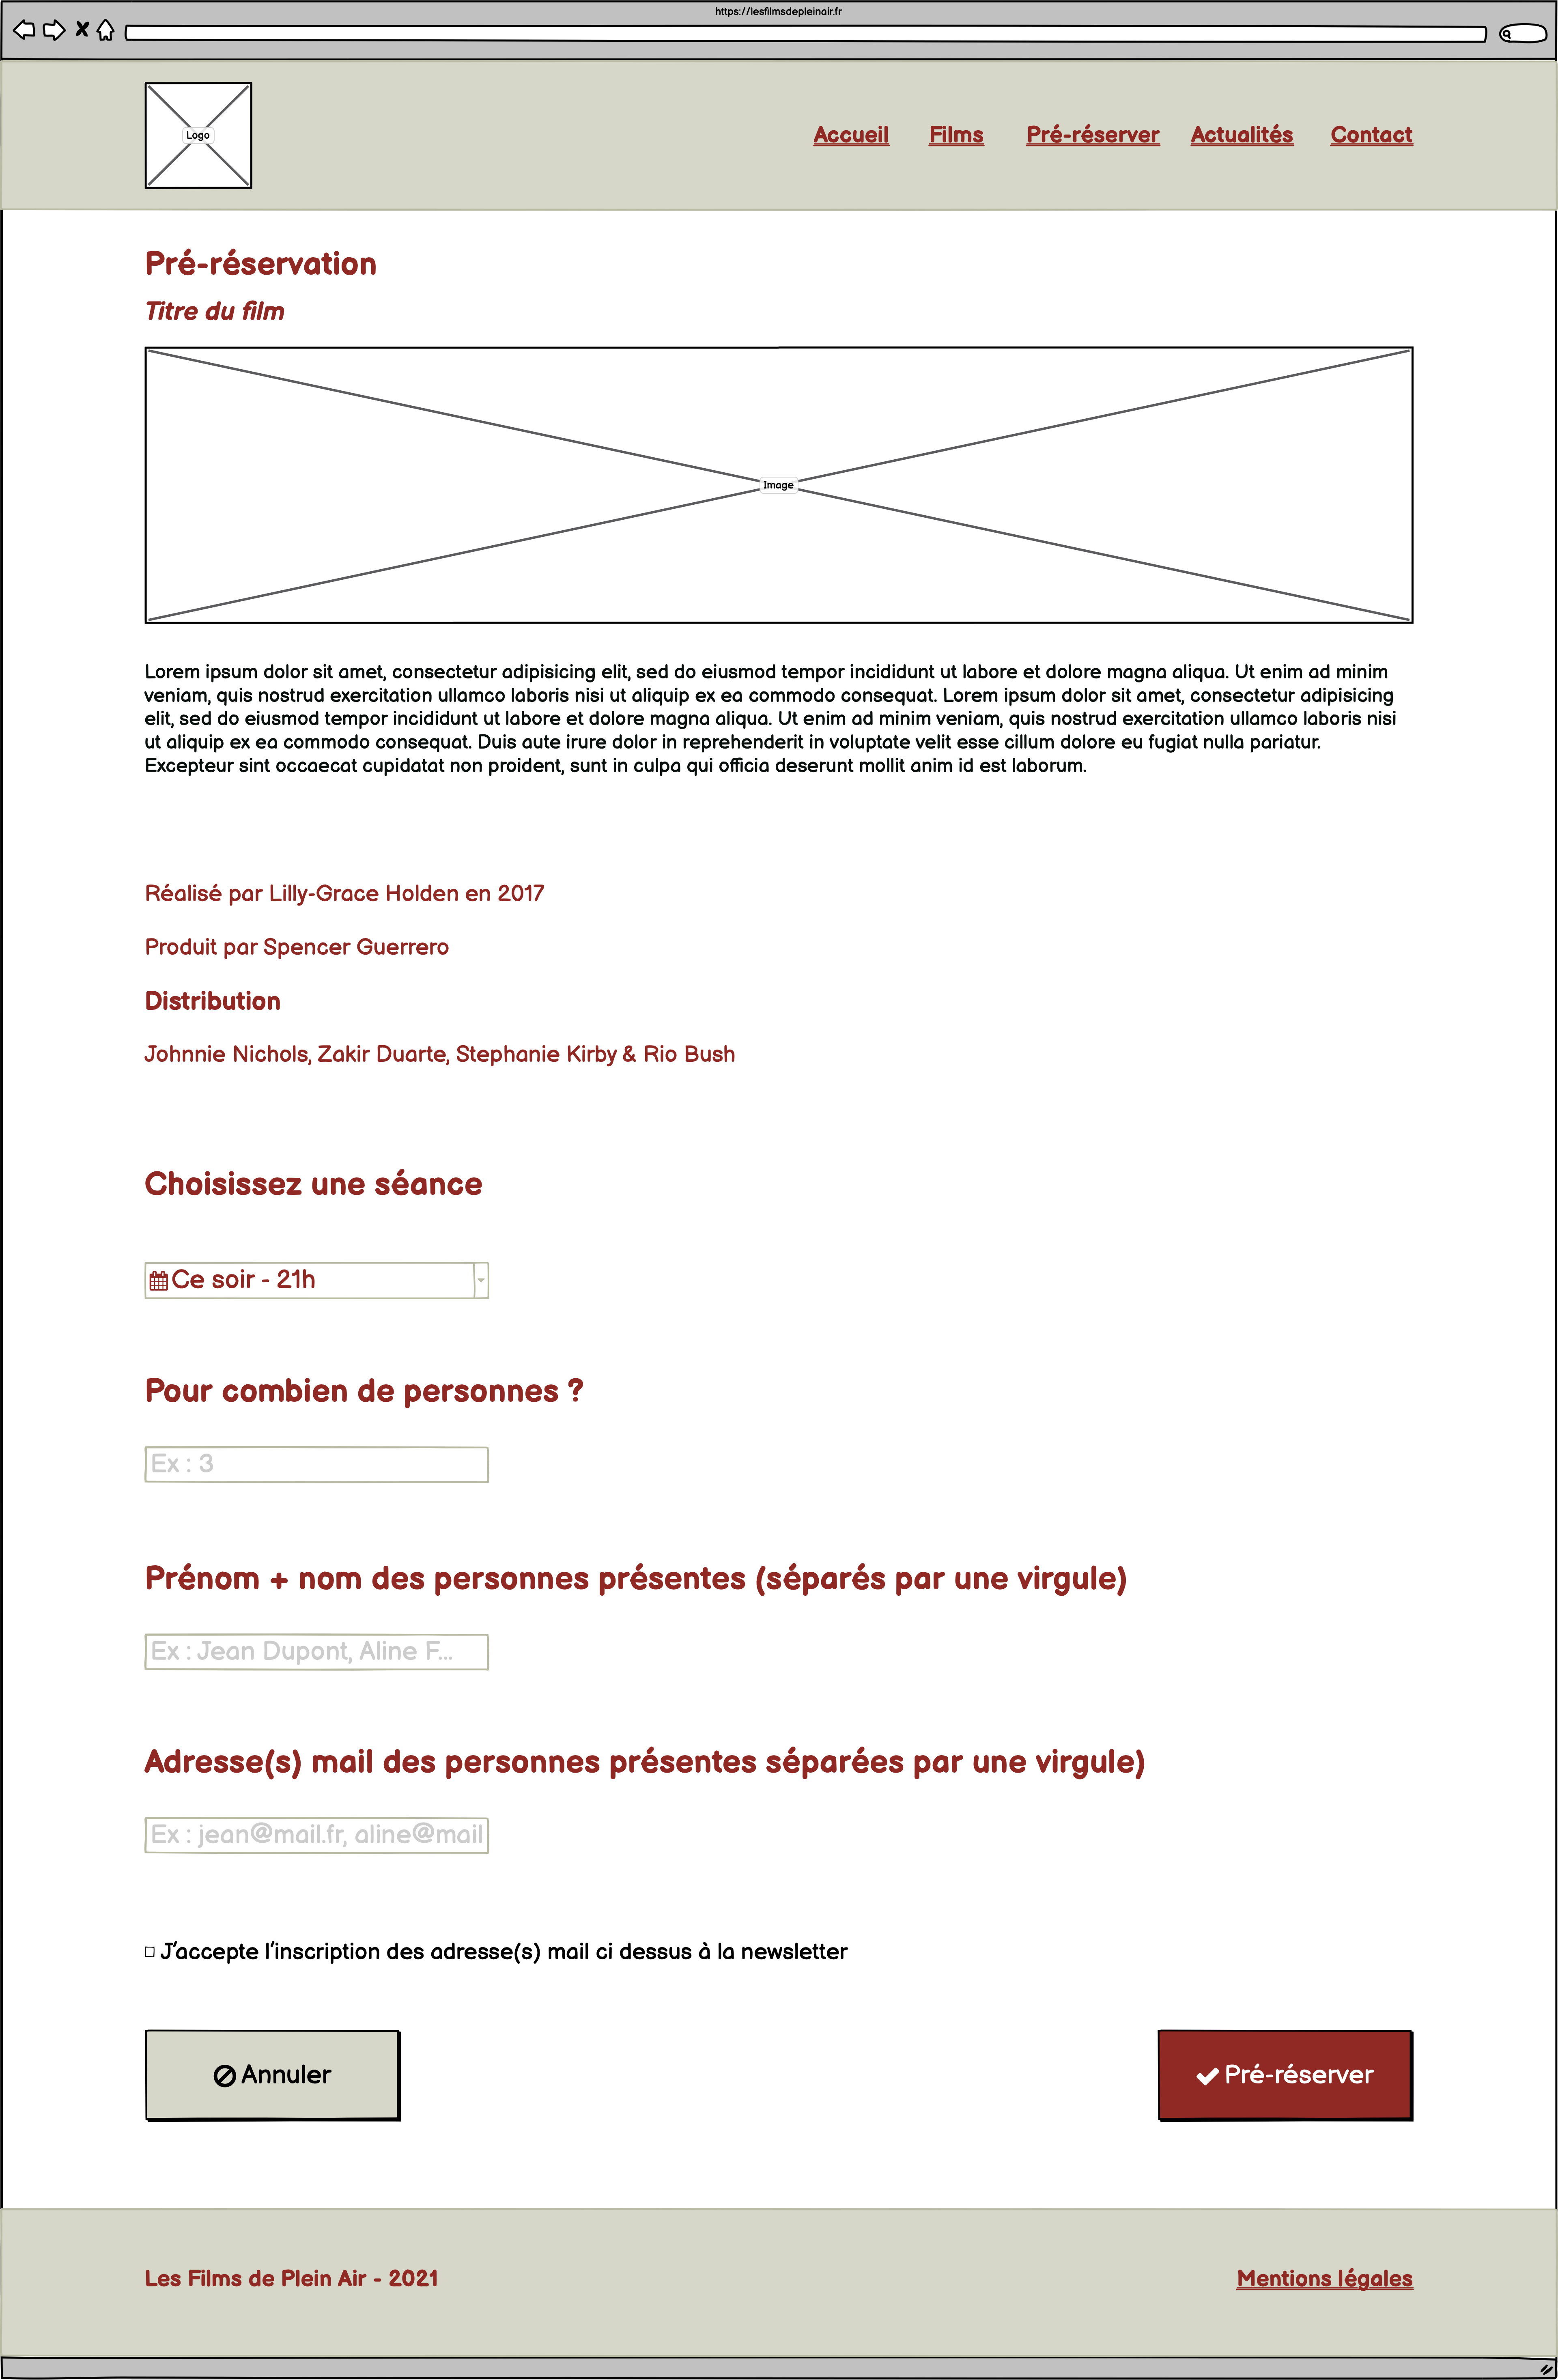 https://lesfilmsdepleinair.fr
Logo
Accueil Films Pré-réserver Actualités Contact
Pré-réservation
Titre du film
Image
Lorem ipsum dolor sit amet, consectetur adipisicing elit, sed do eiusmod tempor incididunt ut labore et dolore magna aliqua. Ut enim ad minim
veniam, quis nostrud exercitation ullamco laboris nisi ut aliquip ex ea commodo consequat. Lorem ipsum dolor sit amet, consectetur adipisicing
elit, sed do eiusmod tempor incididunt ut labore et dolore magna aliqua. Ut enim ad minim veniam, quis nostrud exercitation ullamco laboris nisi
ut aliquip ex ea commodo consequat. Duis aute irure dolor in reprehenderit in voluptate velit esse cillum dolore eu fugiat nulla pariatur.
Excepteur sint occaecat cupidatat non proident, sunt in culpa qui officia deserunt mollit anim id est laborum.
Réalisé par Lilly-Grace Holden en 2017
Produit par Spencer Guerrero
Distribution
Johnnie Nichols, Zakir Duarte, Stephanie Kirby & Rio Bush
Choisissez une séance
Ce soir - 21h
Pour combien de personnes ?
Ex : 3
Prénom + nom des personnes présentes (séparés par une virgule)
Ex : Jean Dupont, Aline F...
Adresse(s) mail des personnes présentes séparées par une virgule)
Ex : jean@mail.fr, aline@mail
J'accepte l'inscription des adresse(s) mail ci dessus à la newsletter
Annuler
Pré-réserver
Les Films de Plein Air - 2021
Mentions légales